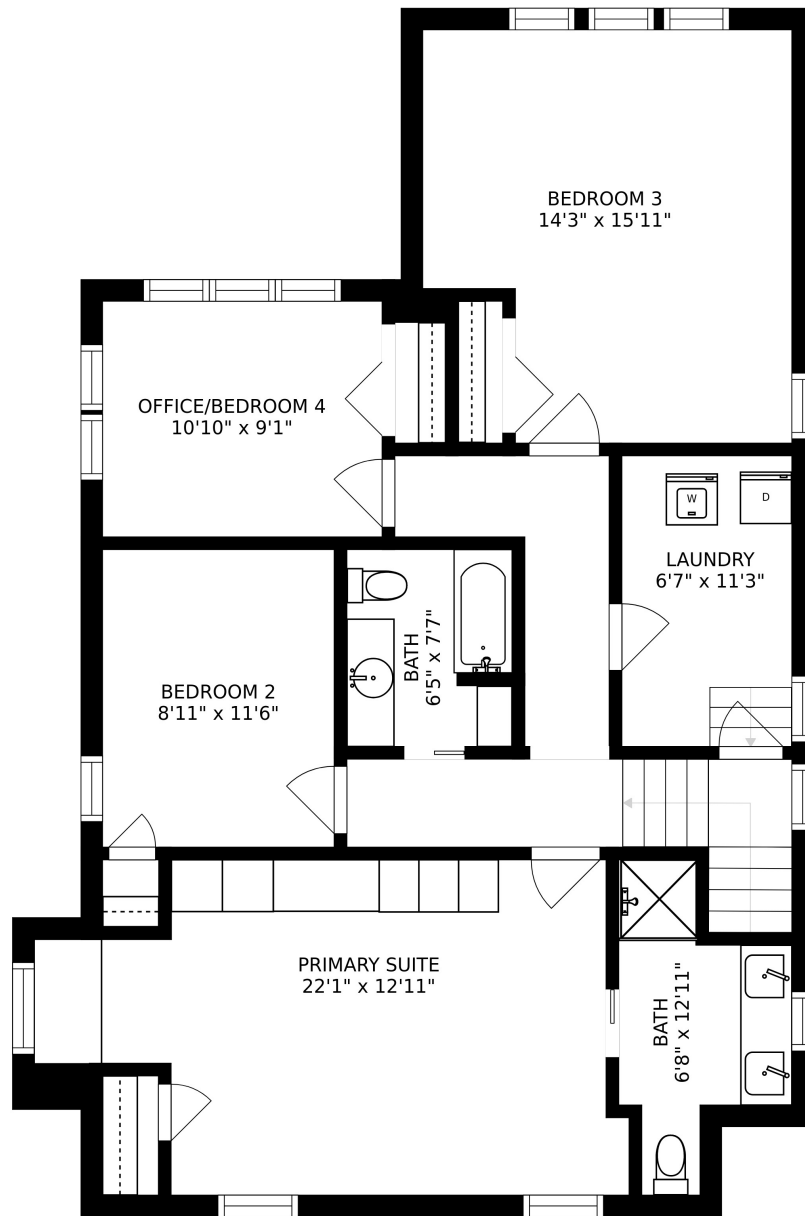 BEDROOM 3
14'3" x 15'11"
OFFICE/BEDROOM 4
10'10" x 9'1"
W
D
LAUNDRY
6'7" x 11'3"
BATH
6'5" x 7'7"
BEDROOM 2
8'11" x 11'6"
PRIMARY SUITE
22'1" x 12'11"
BATH
6'8" x 12'11"